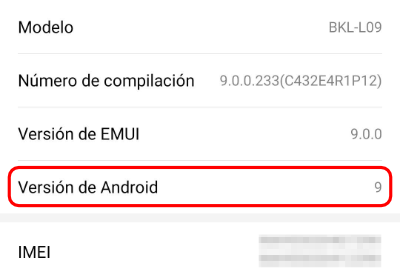 Modelo BKL-L09
Número de compilación 9.0.0.233(C432E4R1P12)
Versión de EMUI 9.0.0
Versión de Android 9
IMEI